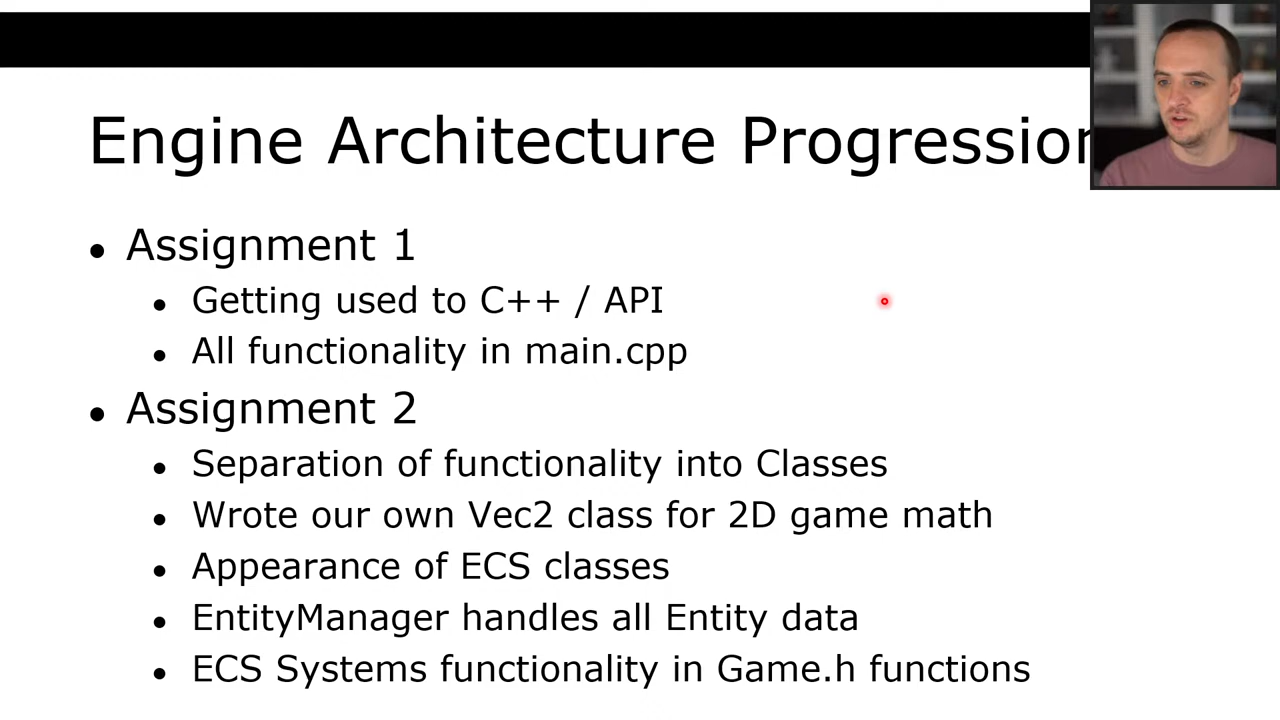 Engine Architecture Progression
● Assignment 1
● Getting used to C++ / API
● All functionality in main.cpp
● Assignment 2
● Separation of functionality into Classes
● Wrote our own Vec2 class for 2D game math
● Appearance of ECS classes
● EntityManager handles all Entity data
● ECS Systems functionality in Game.h functions